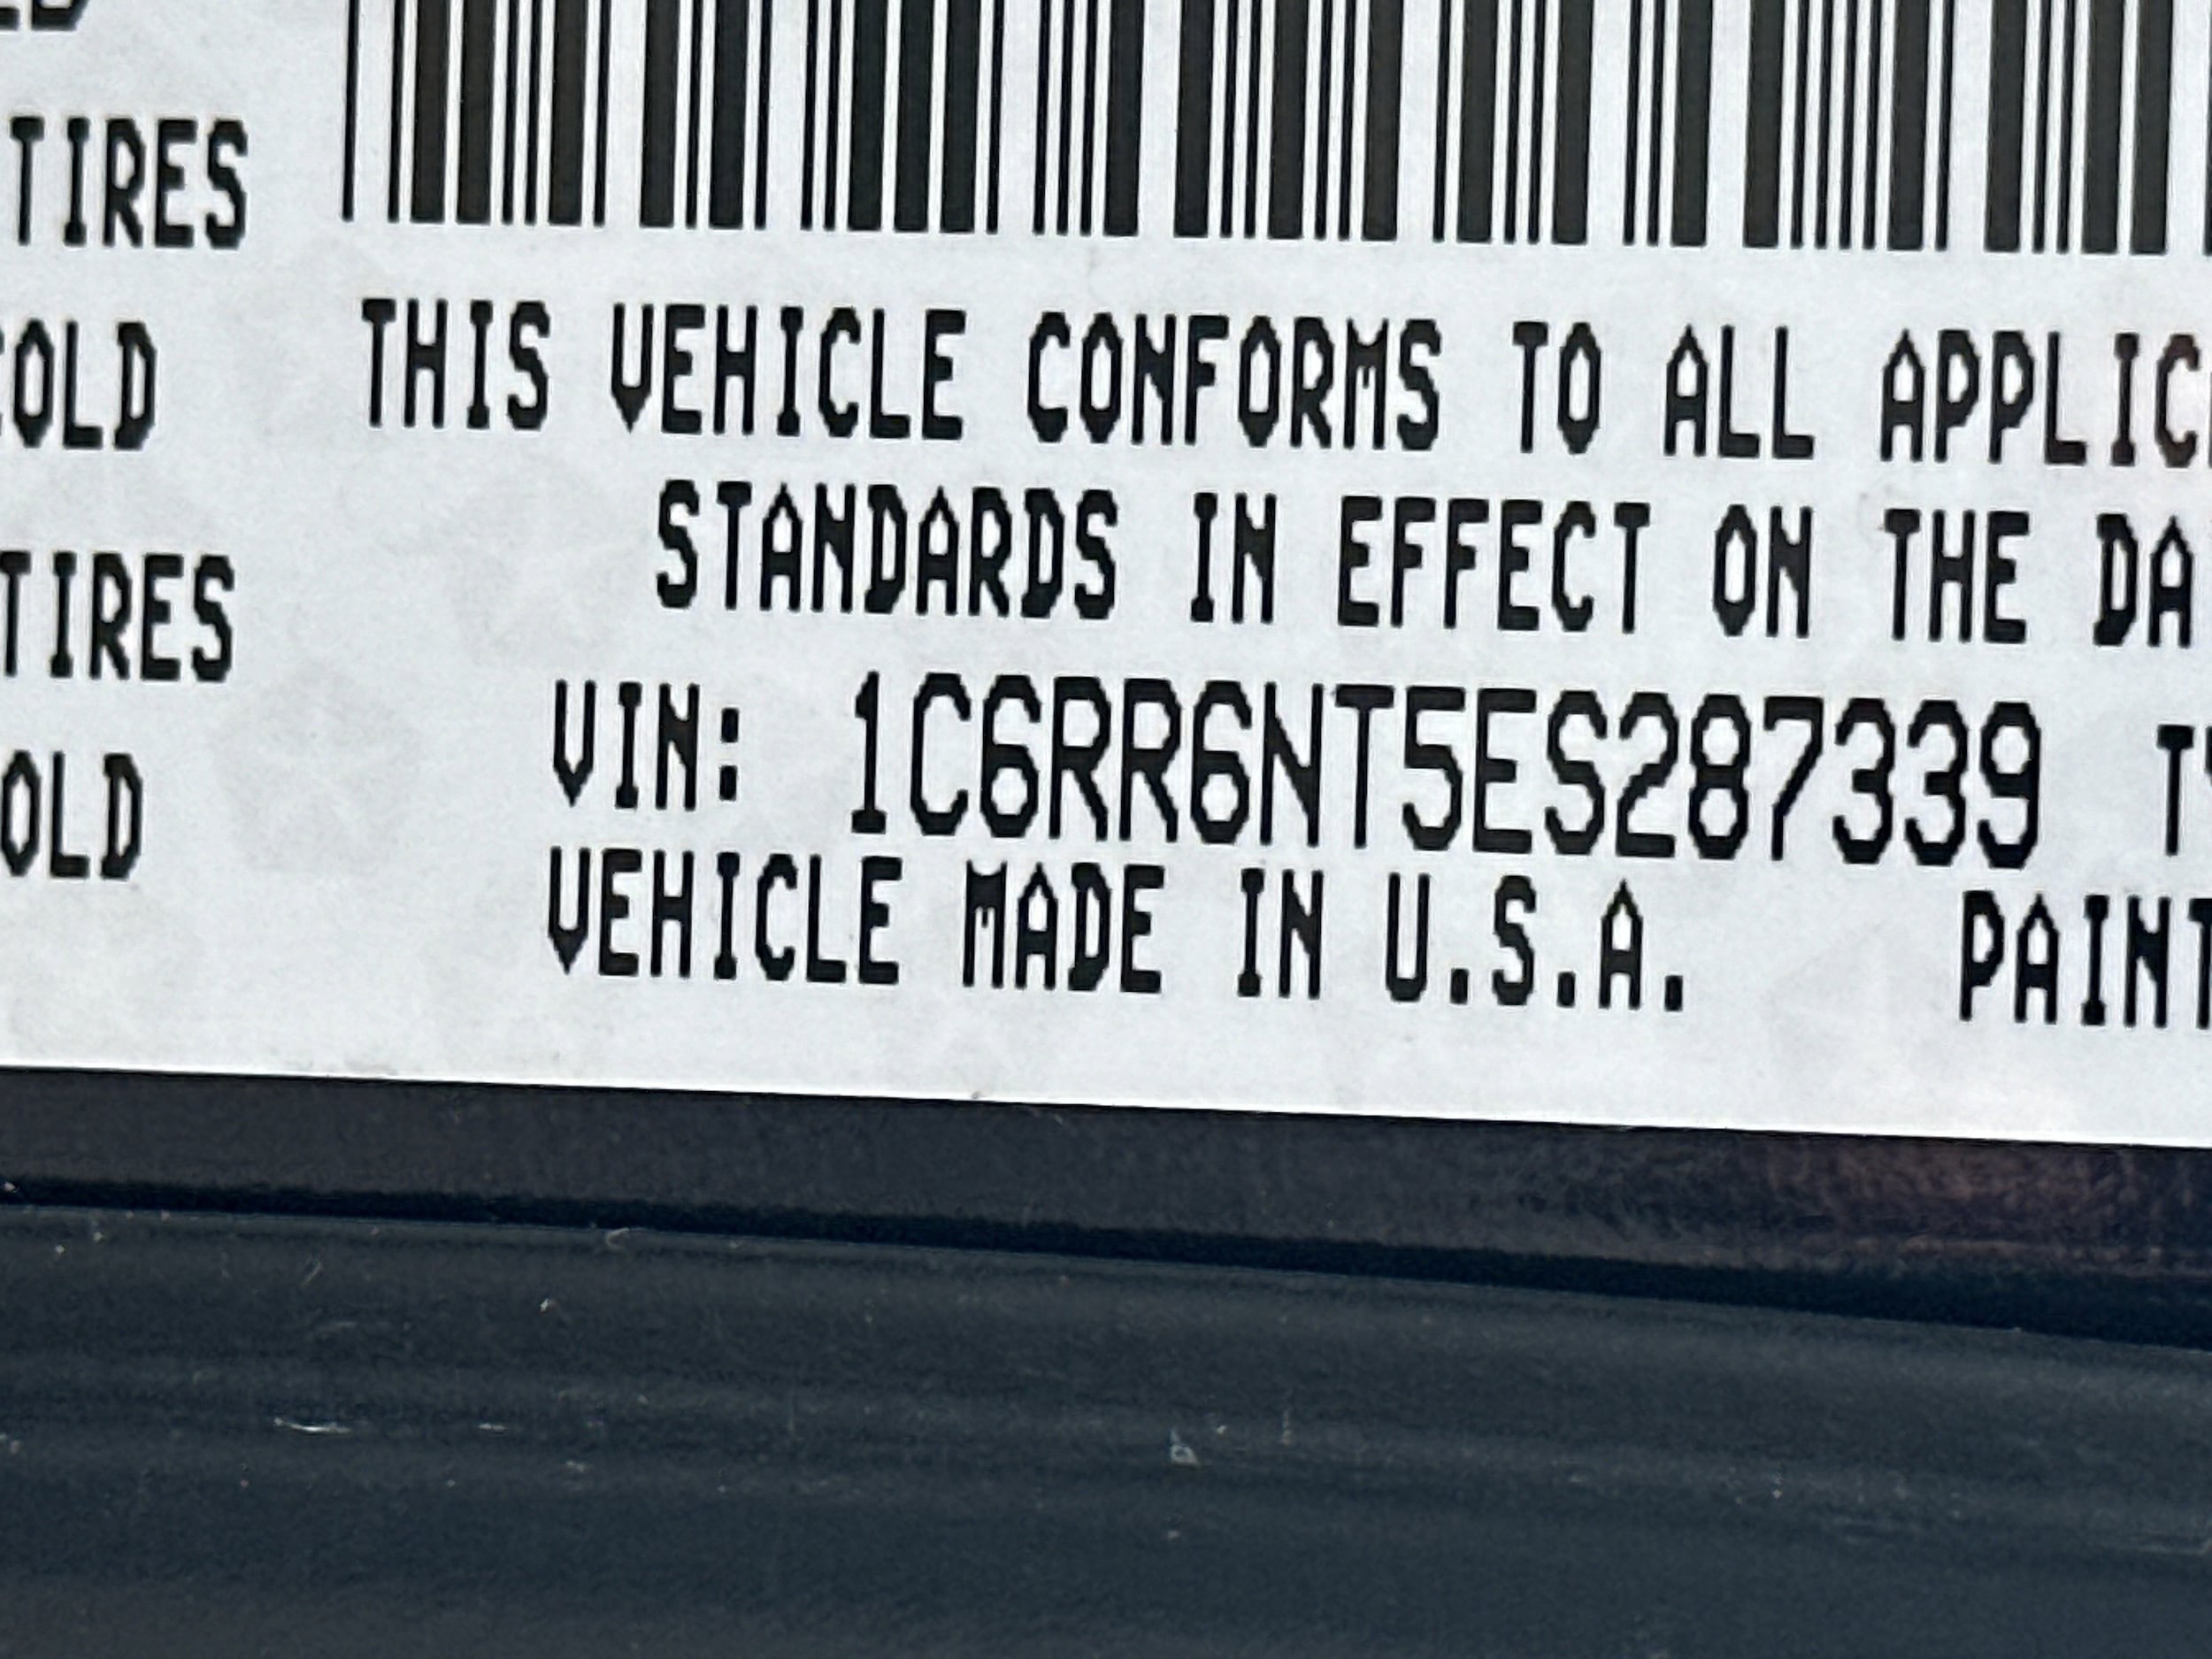 TIRES
THIS VEHICLE CONFORMS TO ALL APPLIC
OLD
STANDARDS IN EFFECT ON THE DA
TIRES
VIN: 1C6RR6NT5ES287339 TY
OLD
VEHICLE MADE IN U.S.A. PAINT